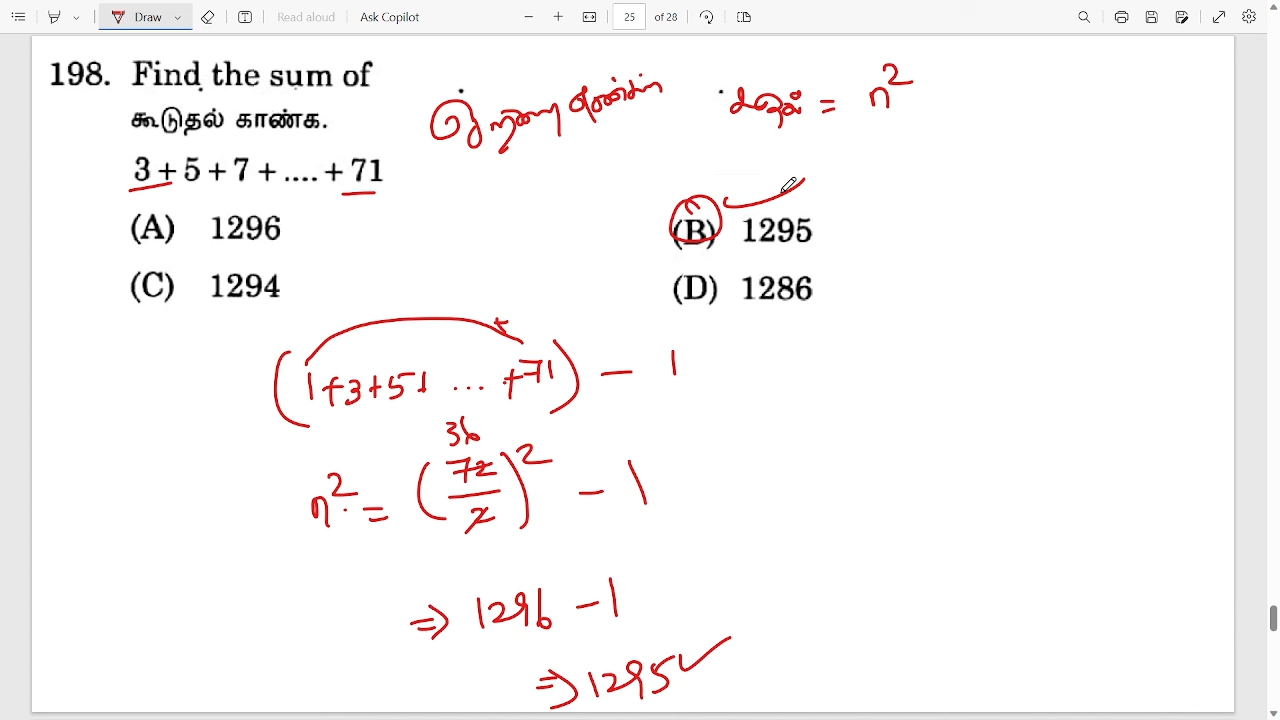 Draw
Read aloud
Ask Copilot
25
of 28
198. Find the sum of
கூடுதல் காண்க.
3 + 5 + 7 + .... + 71
(A) 1296
(B) 1295
(C) 1294
(D) 1286
= n²
(1+3+51 ... +71) - 1
36
n² = (72/2)² - 1
⇒ 1296 - 1
⇒ 1295 ✓